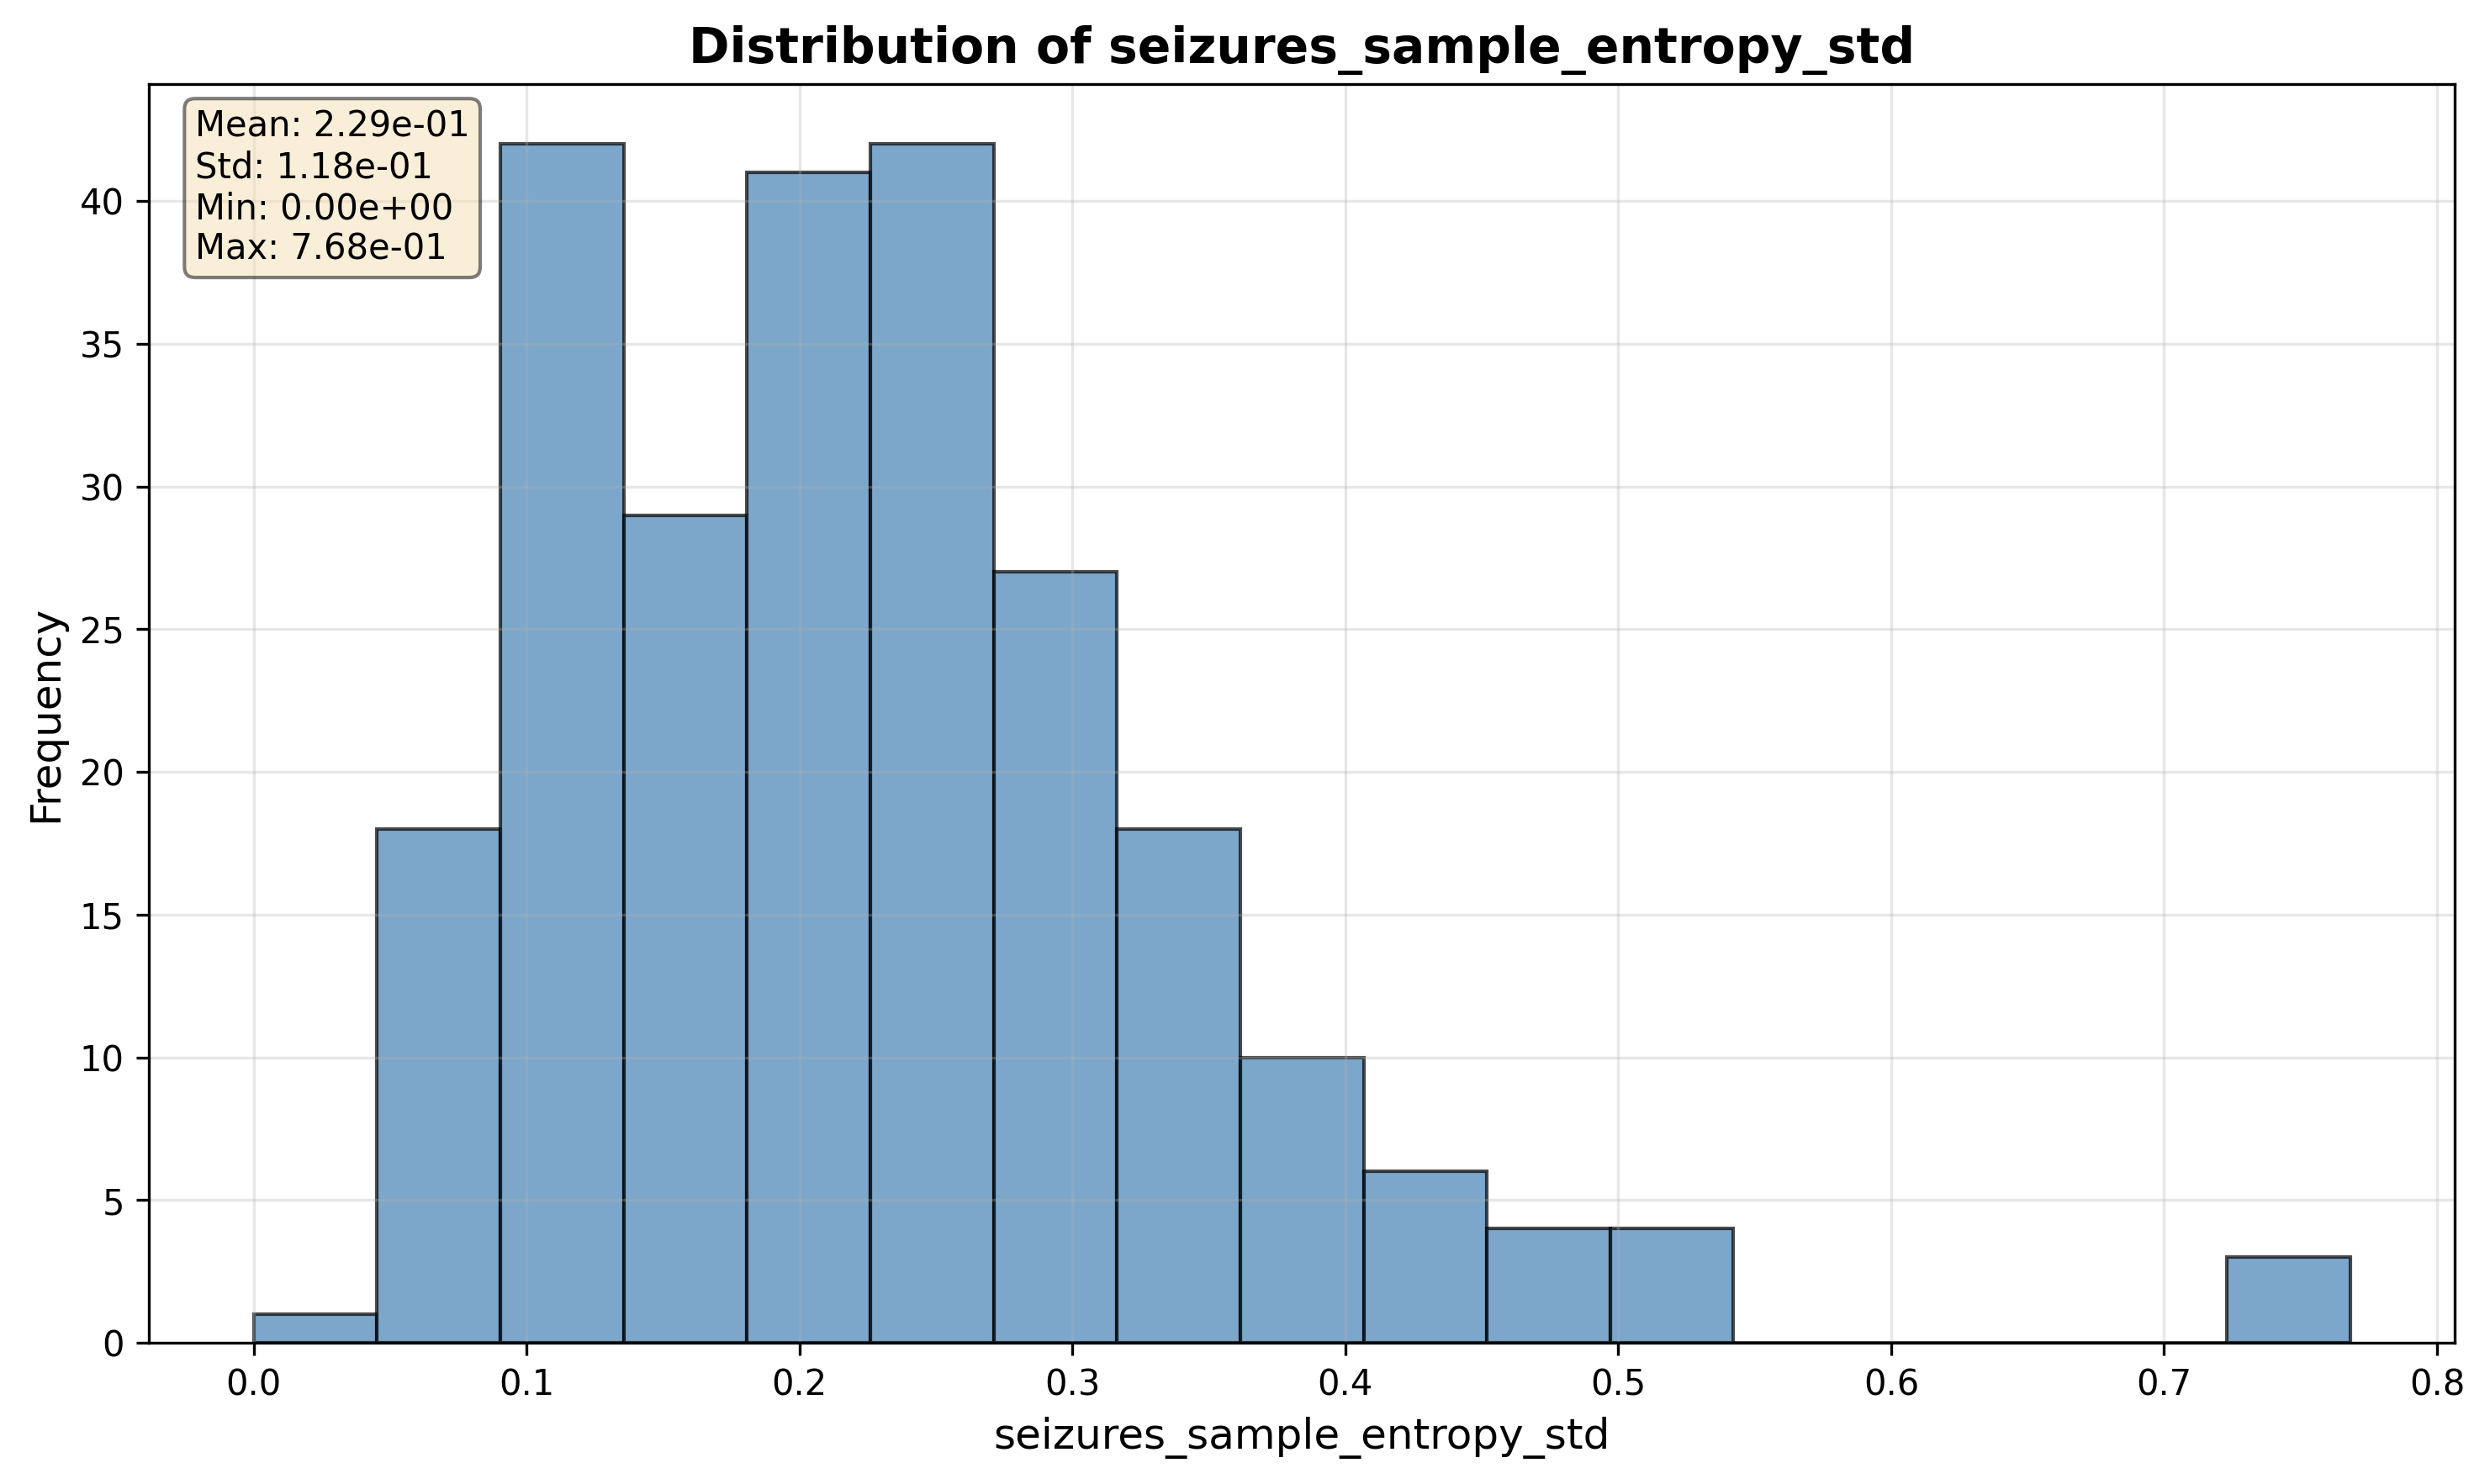 Distribution of seizures_sample_entropy_std
Mean: 2.29e-01
Std: 1.18e-01
Min: 0.00e+00
Max: 7.68e-01
Frequency
40
35
30
25
20
15
10
5
0
0.0 0.1 0.2 0.3 0.4 0.5 0.6 0.7 0.8
seizures_sample_entropy_std